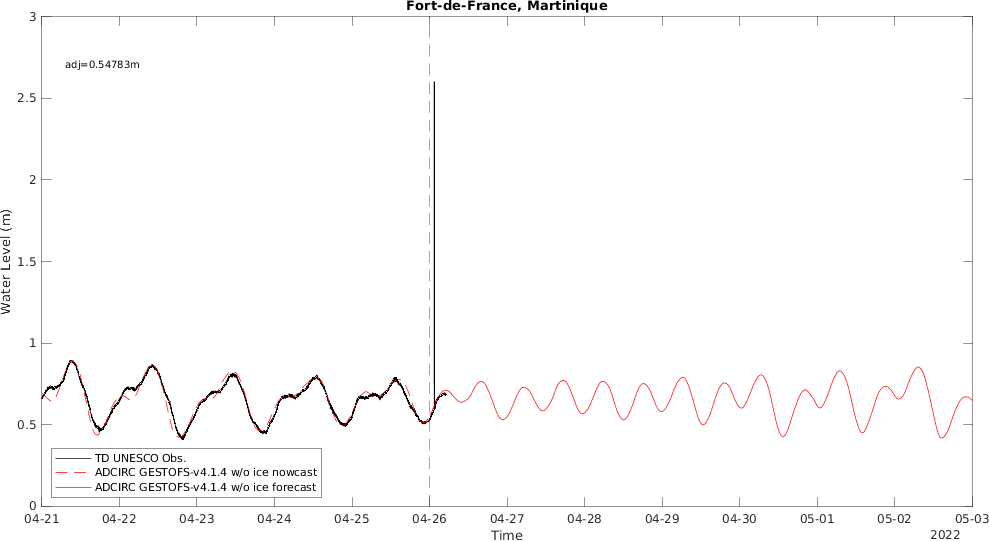 Fort-de-France, Martinique
adj=0.54783m
3
2.5
2
1.5
1
0.5
0
Water Level (m)
TD UNESCO Obs.
ADCIRC GESTOFS-v4.1.4 w/o ice nowcast
ADCIRC GESTOFS-v4.1.4 w/o ice forecast
04-21 04-22 04-23 04-24 04-25 04-26 04-27 04-28 04-29 04-30 05-01 05-02 05-03
Time
2022